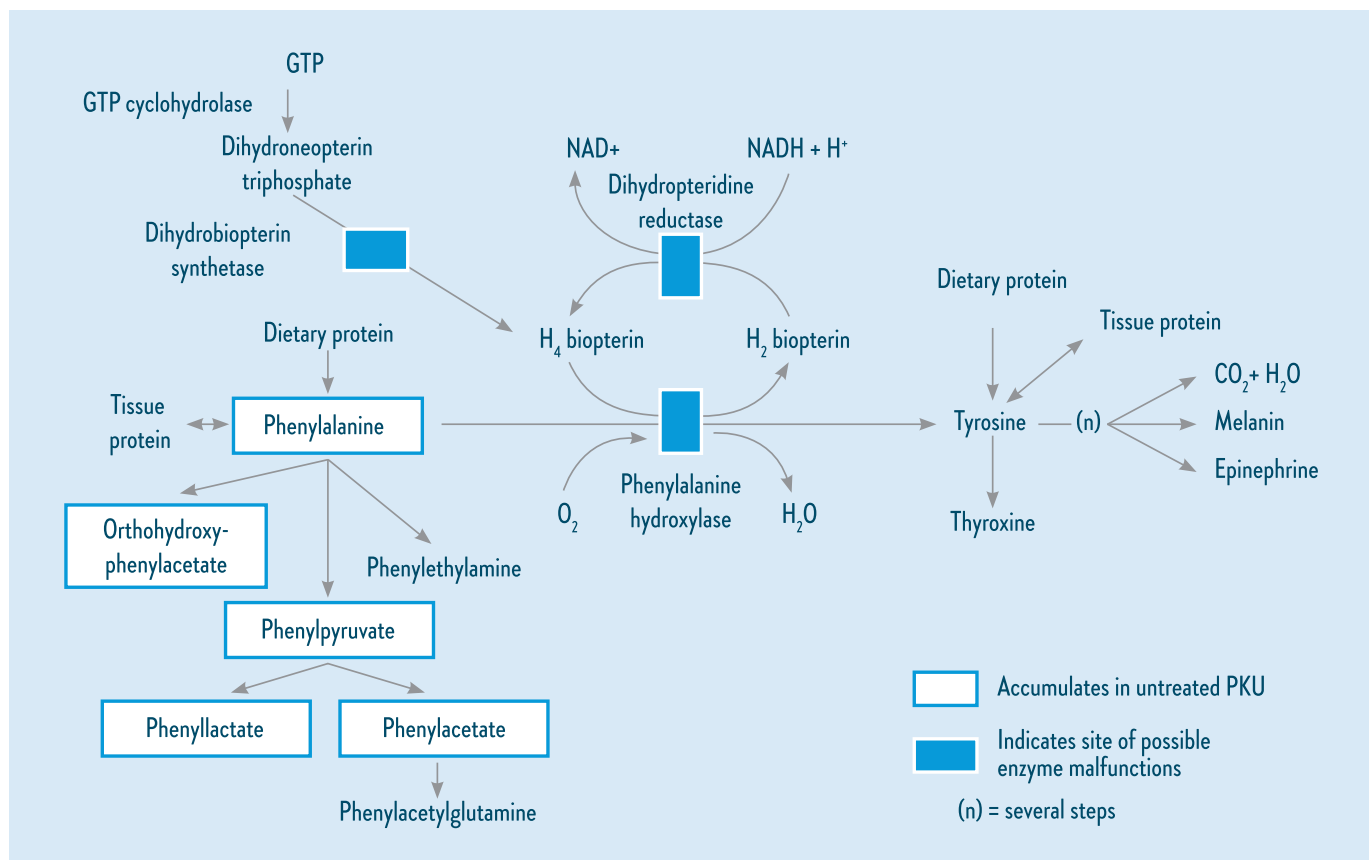 GTP
GTP cyclohydrolase
Dihydroneopterin
triphosphate
Dihydrobiopterin
synthetase
NAD+
NADH + H⁺
Dihydropteridine
reductase
H₄ biopterin
H₂ biopterin
Dietary protein
Tissue
protein
Phenylalanine
O₂
Phenylalanine
hydroxylase
H₂O
Dietary protein
Tissue protein
Tyrosine
(n)
CO₂+ H₂O
Melanin
Epinephrine
Thyroxine
Orthohydroxy-
phenylacetate
Phenylethylamine
Phenylpyruvate
Phenyllactate
Phenylacetate
Phenylacetylglutamine
Accumulates in untreated PKU
Indicates site of possible
enzyme malfunctions
(n) = several steps